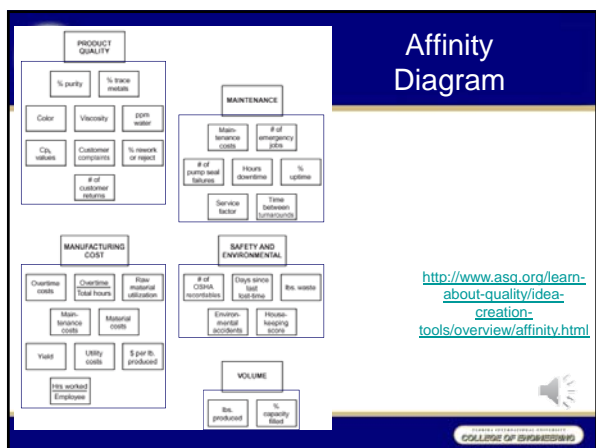 Affinity
Diagram
PRODUCT
QUALITY
% purity
% trace
metals
Color
Viscosity
ppm
water
Cpk
values
Customer
complaints
% rework
or reject
# of
customer
returns
MAINTENANCE
Main-
tenance
costs
# of
emergency
jobs
# of
pump seal
failures
Hours
downtime
%
uptime
Service
factor
Time
between
turnarounds
MANUFACTURING
COST
Overtime
costs
Overtime
Total hours
Raw
material
utilization
Main-
tenance
costs
Material
costs
Yield
Utility
costs
$ per lb.
produced
Hrs worked
Employee
SAFETY AND
ENVIRONMENTAL
# of
OSHA
recordables
Days since
last
lost-time
lbs. waste
Environ-
mental
accidents
House-
keeping
score
VOLUME
lbs.
produced
%
capacity
filled
http://www.asq.org/learn-
about-quality/idea-
creation-
tools/overview/affinity.html
FLORIDA INTERNATIONAL UNIVERSITY
COLLEGE OF ENGINEERING